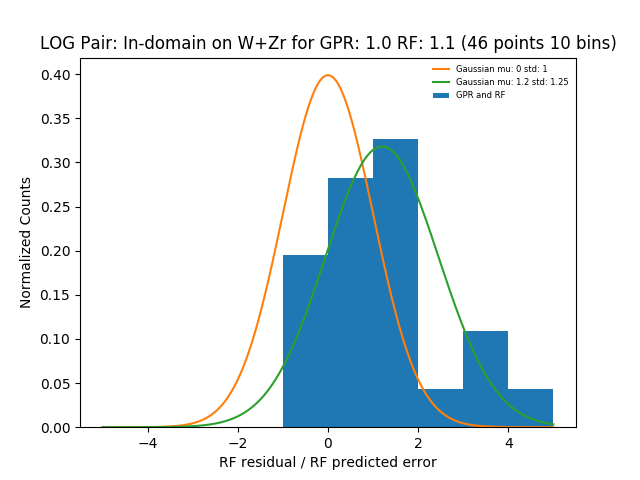 LOG Pair: In-domain on W+Zr for GPR: 1.0 RF: 1.1 (46 points 10 bins)
Gaussian mu: 0 std: 1
Gaussian mu: 1.2 std: 1.25
GPR and RF
Normalized Counts
0.40
0.35
0.30
0.25
0.20
0.15
0.10
0.05
0.00
−4
−2
0
2
4
RF residual / RF predicted error